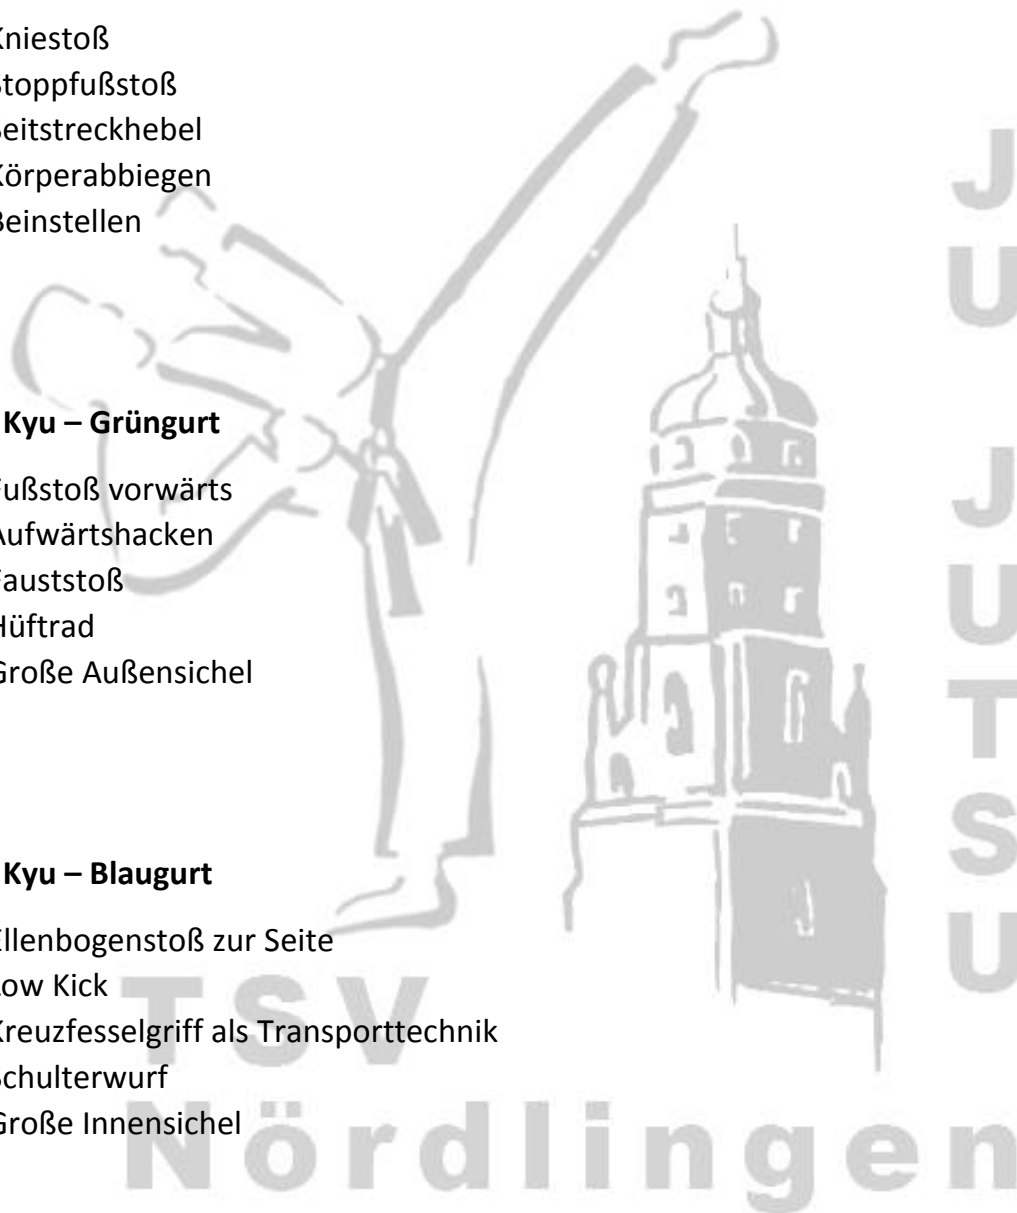 Kniestoß
Stoppfußstoß
Seitstreckhebel
Körperabbiegen
Beinstellen
Kyu – Grüngurt
Fußstoß vorwärts
Aufwärtshacken
Fauststoß
Hüftrad
Große Außensichel
Kyu – Blaugurt
Ellenbogenstoß zur Seite
Low Kick
Kreuzfesselgriff als Transporttechnik
Schulterwurf
Große Innensichel
TSV
Nördlingen
JU JUTSU